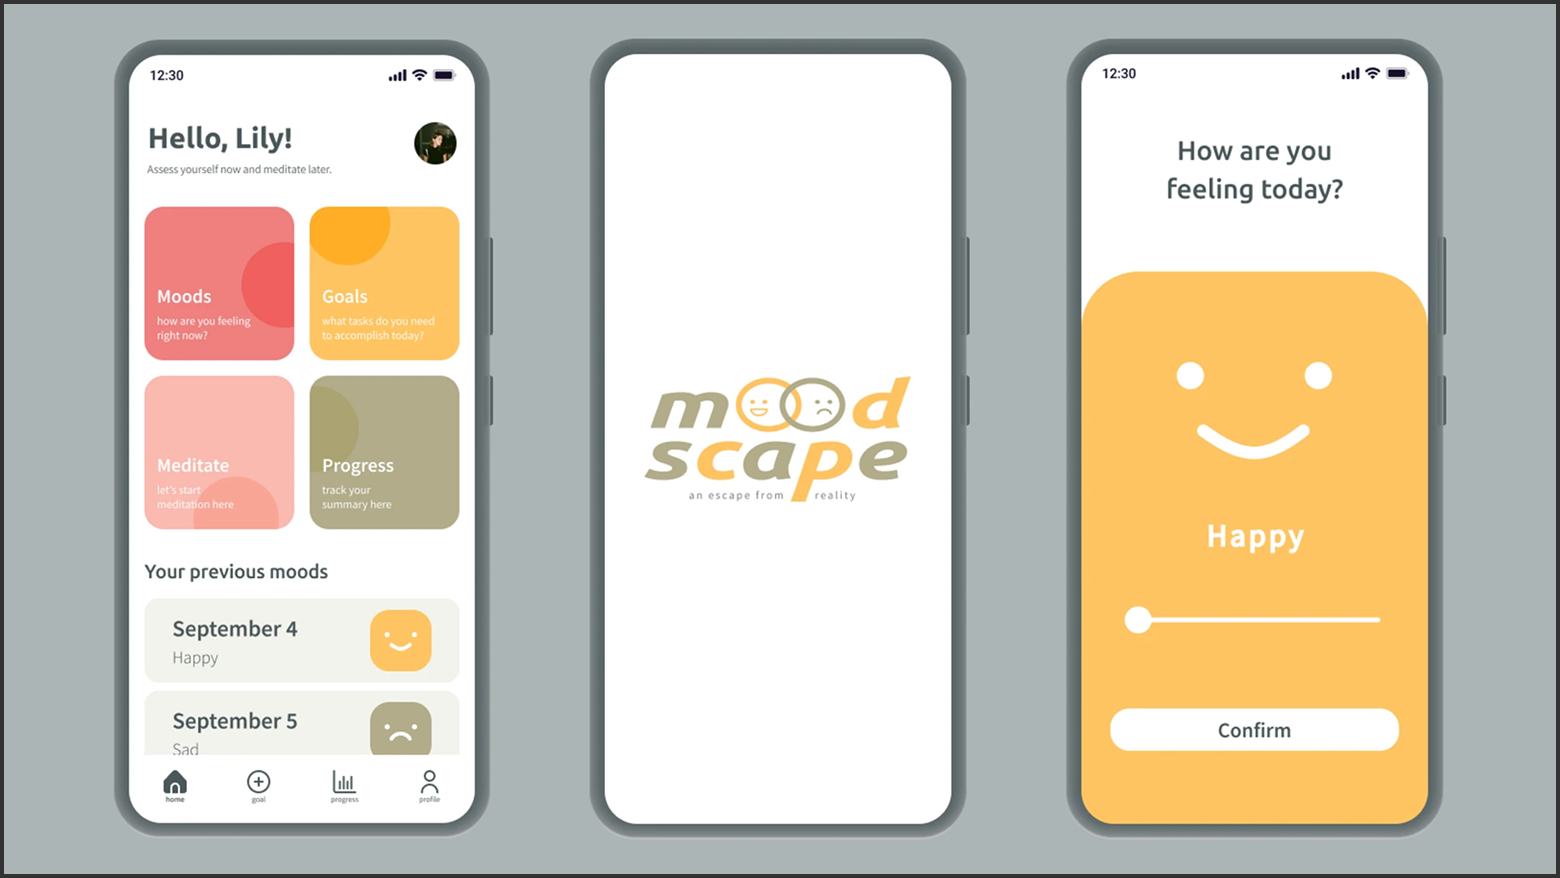 12:30
Hello, Lily!
Assess yourself now and meditate later.
Moods
how are you feeling
right now?
Goals
what tasks do you need
to accomplish today?
Meditate
let's start
meditation here
Progress
track your
summary here
Your previous moods
September 4
Happy
September 5
Sad
home
goal
progress
profile
mood
scape
an escape from reality
12:30
How are you
feeling today?
Happy
Confirm